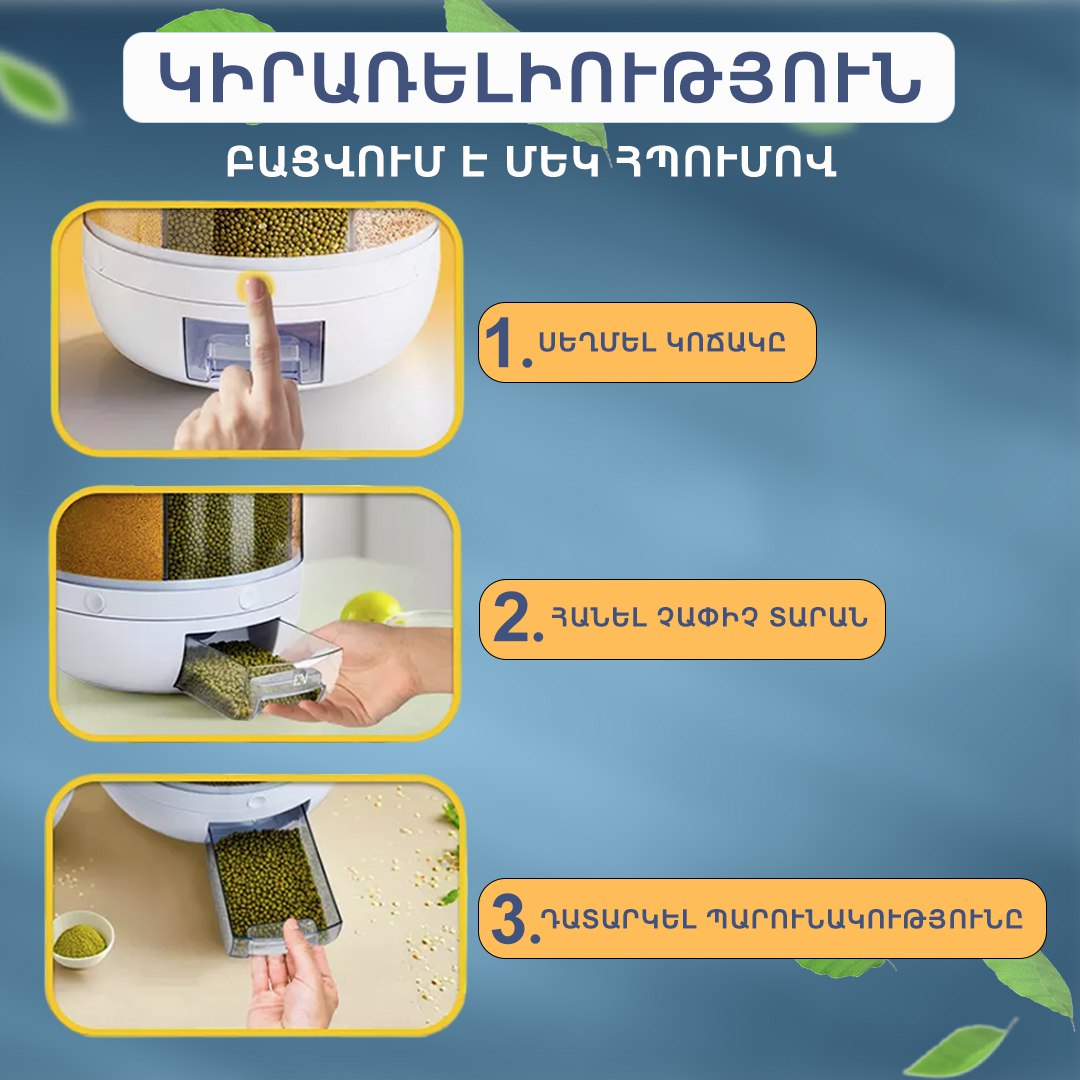 ԿԻՐԱՌԵԼԻՈՒԹՅՈՒՆ
ԲԱՑՎՈՒՄ Է ՄԵԿ ՀՊՈՒՄՈՎ
1. ՍԵՂՄԵԼ ԿՈՃԱԿԸ
2. ՀԱՆԵԼ ՉԱՓԻՉ ՏԱՐԱՆ
3. ԴԱՏԱՐԿԵԼ ՊԱՐՈՒՆԱԿՈՒԹՅՈՒՆԸ